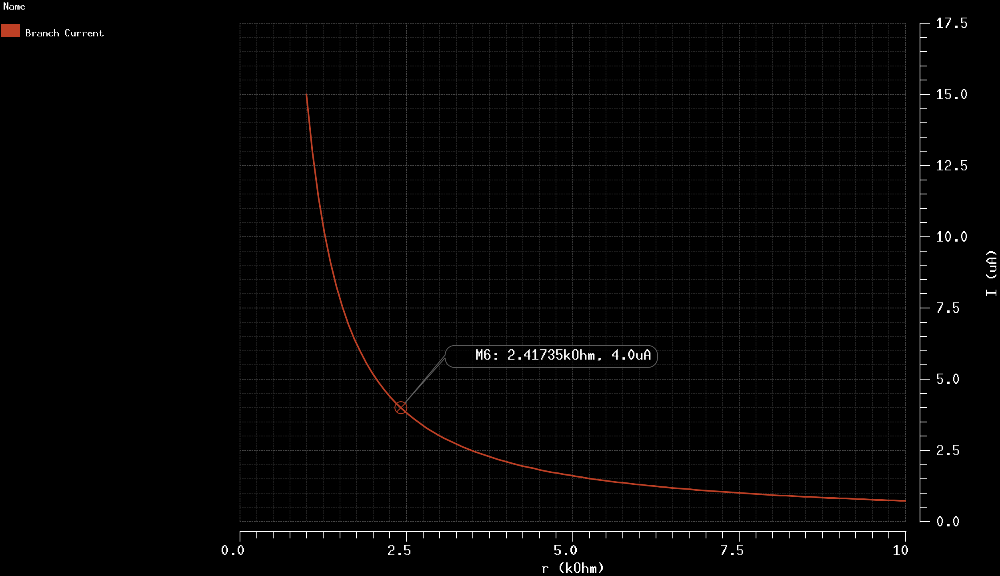 Name
Branch Current
17.5
15.0
12.5
10.0
7.5
M6: 2.41735kOhm, 4.0uA
5.0
2.5
0.0
I (uA)
0.0 2.5 5.0 7.5 10
r (kOhm)